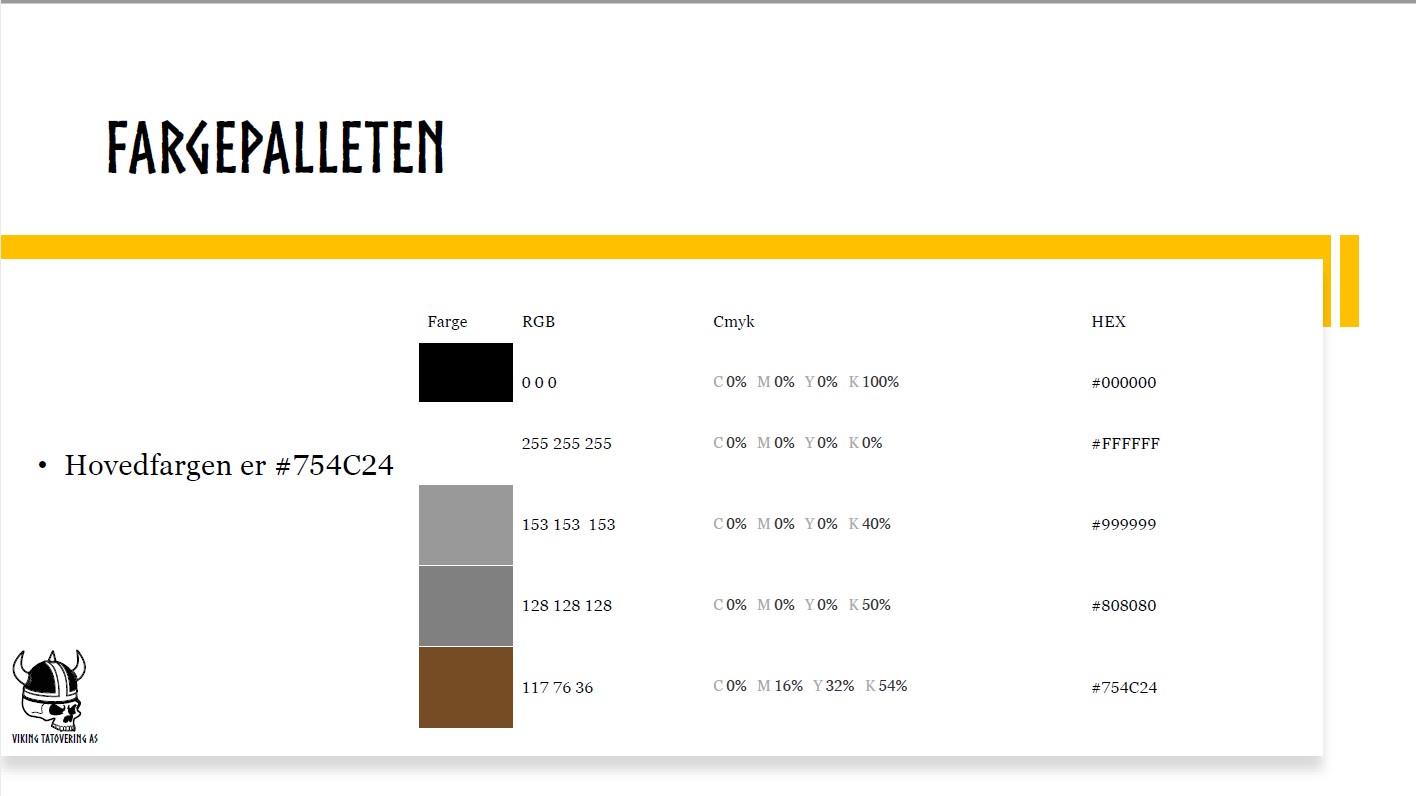 FARGEPALLETEN
Farge RGB Cmyk HEX
0 0 0 C 0% M 0% Y 0% K 100% #000000
255 255 255 C 0% M 0% Y 0% K 0% #FFFFFF
• Hovedfargen er #754C24
153 153 153 C 0% M 0% Y 0% K 40% #999999
128 128 128 C 0% M 0% Y 0% K 50% #808080
117 76 36 C 0% M 16% Y 32% K 54% #754C24
VIKING TATOVERING AS